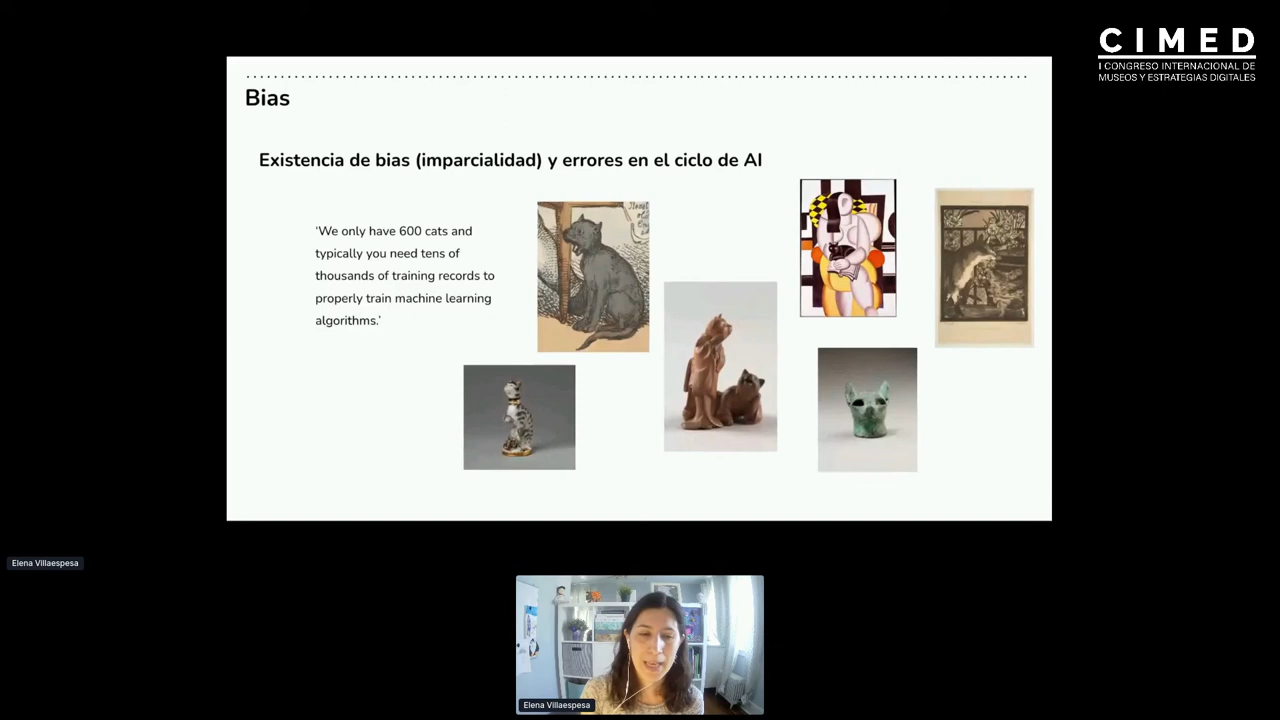 CIMED
I CONGRESO INTERNACIONAL DE
MUSEOS Y ESTRATEGIAS DIGITALES
Bias
Existencia de bias (imparcialidad) y errores en el ciclo de AI
‘We only have 600 cats and
typically you need tens of
thousands of training records to
properly train machine learning
algorithms.’
Elena Villaespesa
Elena Villaespesa